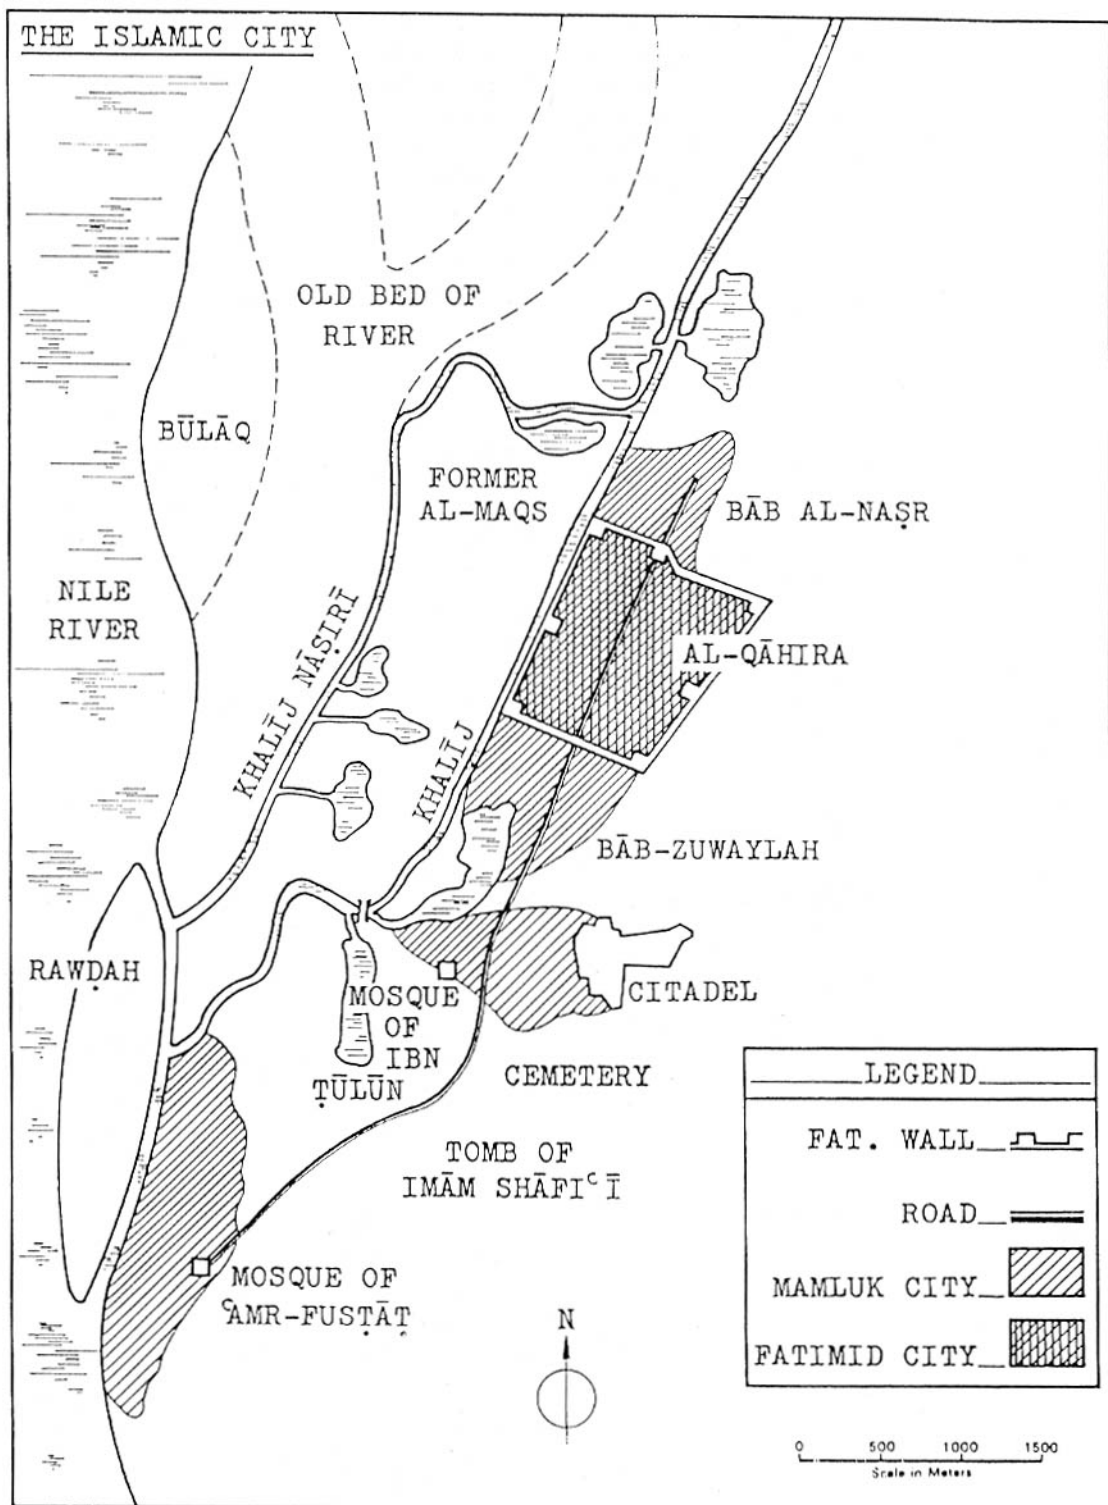 THE ISLAMIC CITY
OLD BED OF
RIVER
BŪLĀQ
FORMER
AL-MAQS
BĀB AL-NAṢR
NILE
RIVER
KHALĪJ NĀṢIRĪ
AL-QĀHIRA
KHALĪJ
BĀB-ZUWAYLAH
RAWḌAH
MOSQUE
OF
IBN
ṬŪLŪN
CITADEL
CEMETERY
TOMB OF
IMĀM SHĀFIᶜĪ
MOSQUE OF
ᶜAMR-FUSṬĀṬ
N
LEGEND
FAT. WALL
ROAD
MAMLUK CITY
FATIMID CITY
0 500 1000 1500
Scale in Meters